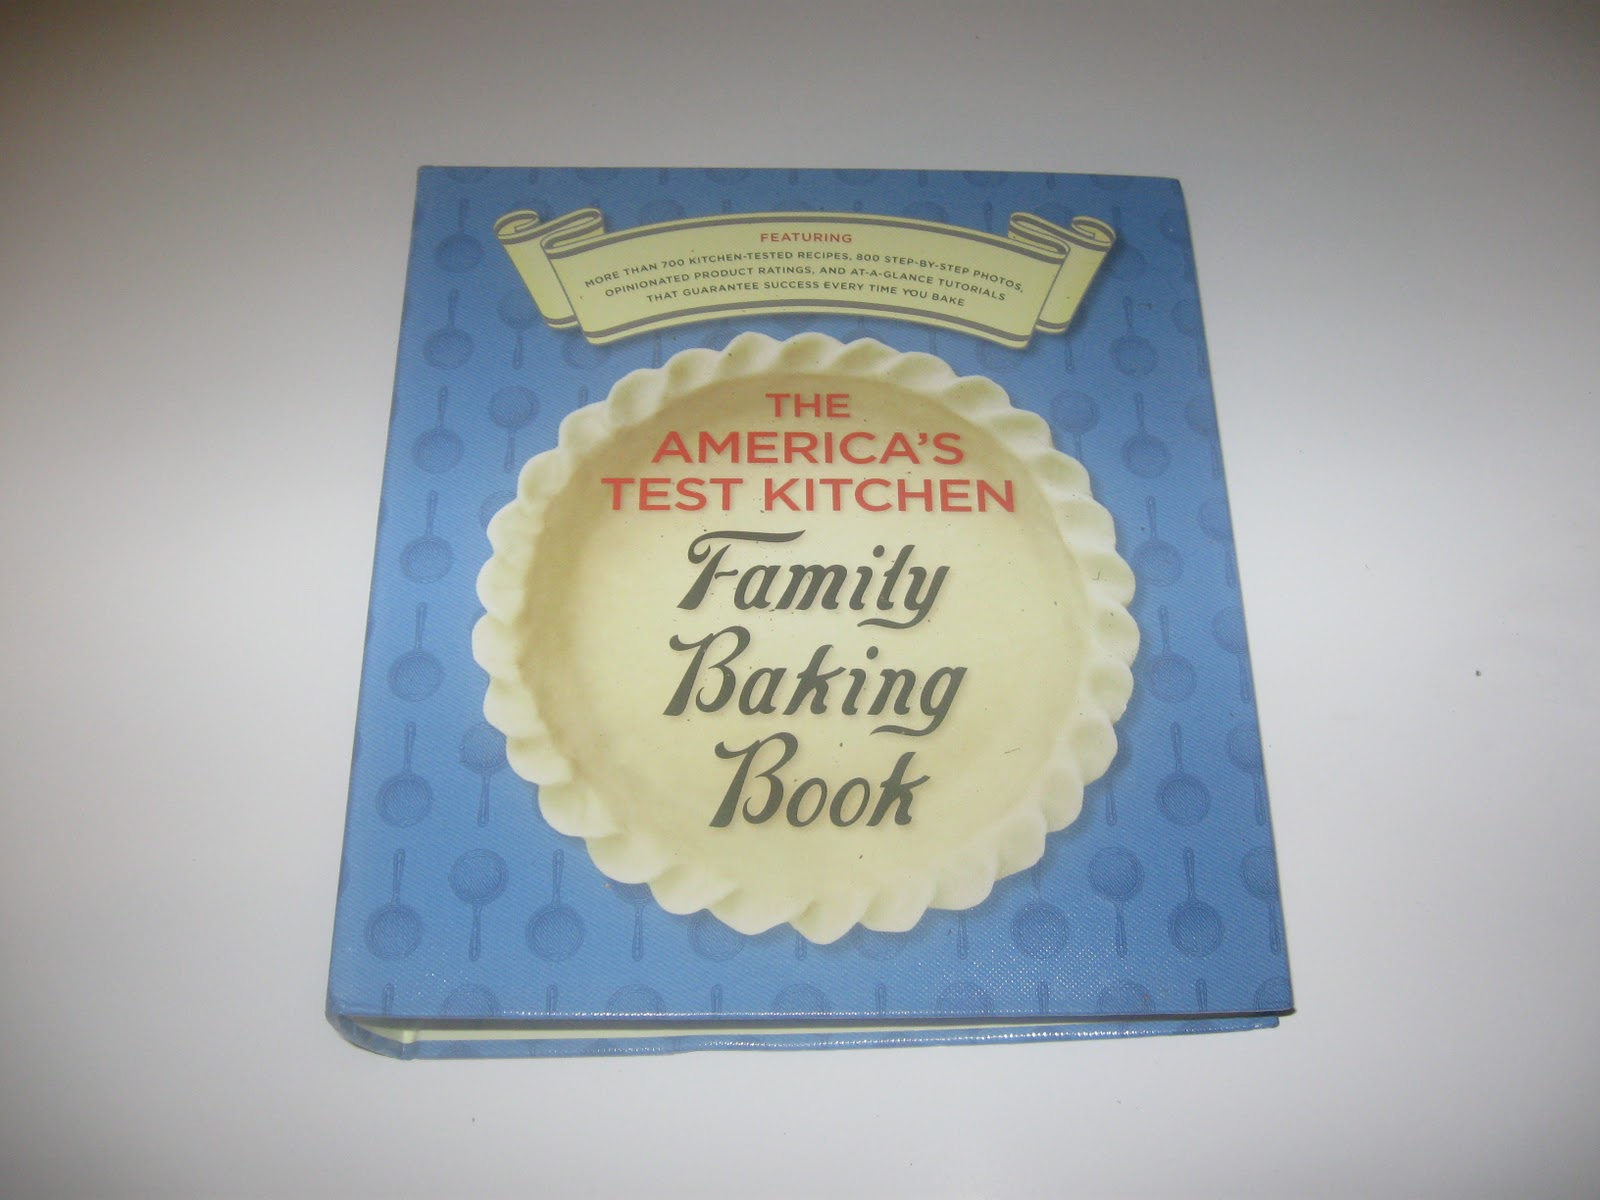 FEATURING
MORE THAN 700 KITCHEN-TESTED RECIPES, 800 STEP-BY-STEP PHOTOS,
OPINIONATED PRODUCT RATINGS, AND AT-A-GLANCE TUTORIALS
THAT GUARANTEE SUCCESS EVERY TIME YOU BAKE
THE
AMERICA'S
TEST KITCHEN
Family
Baking
Book